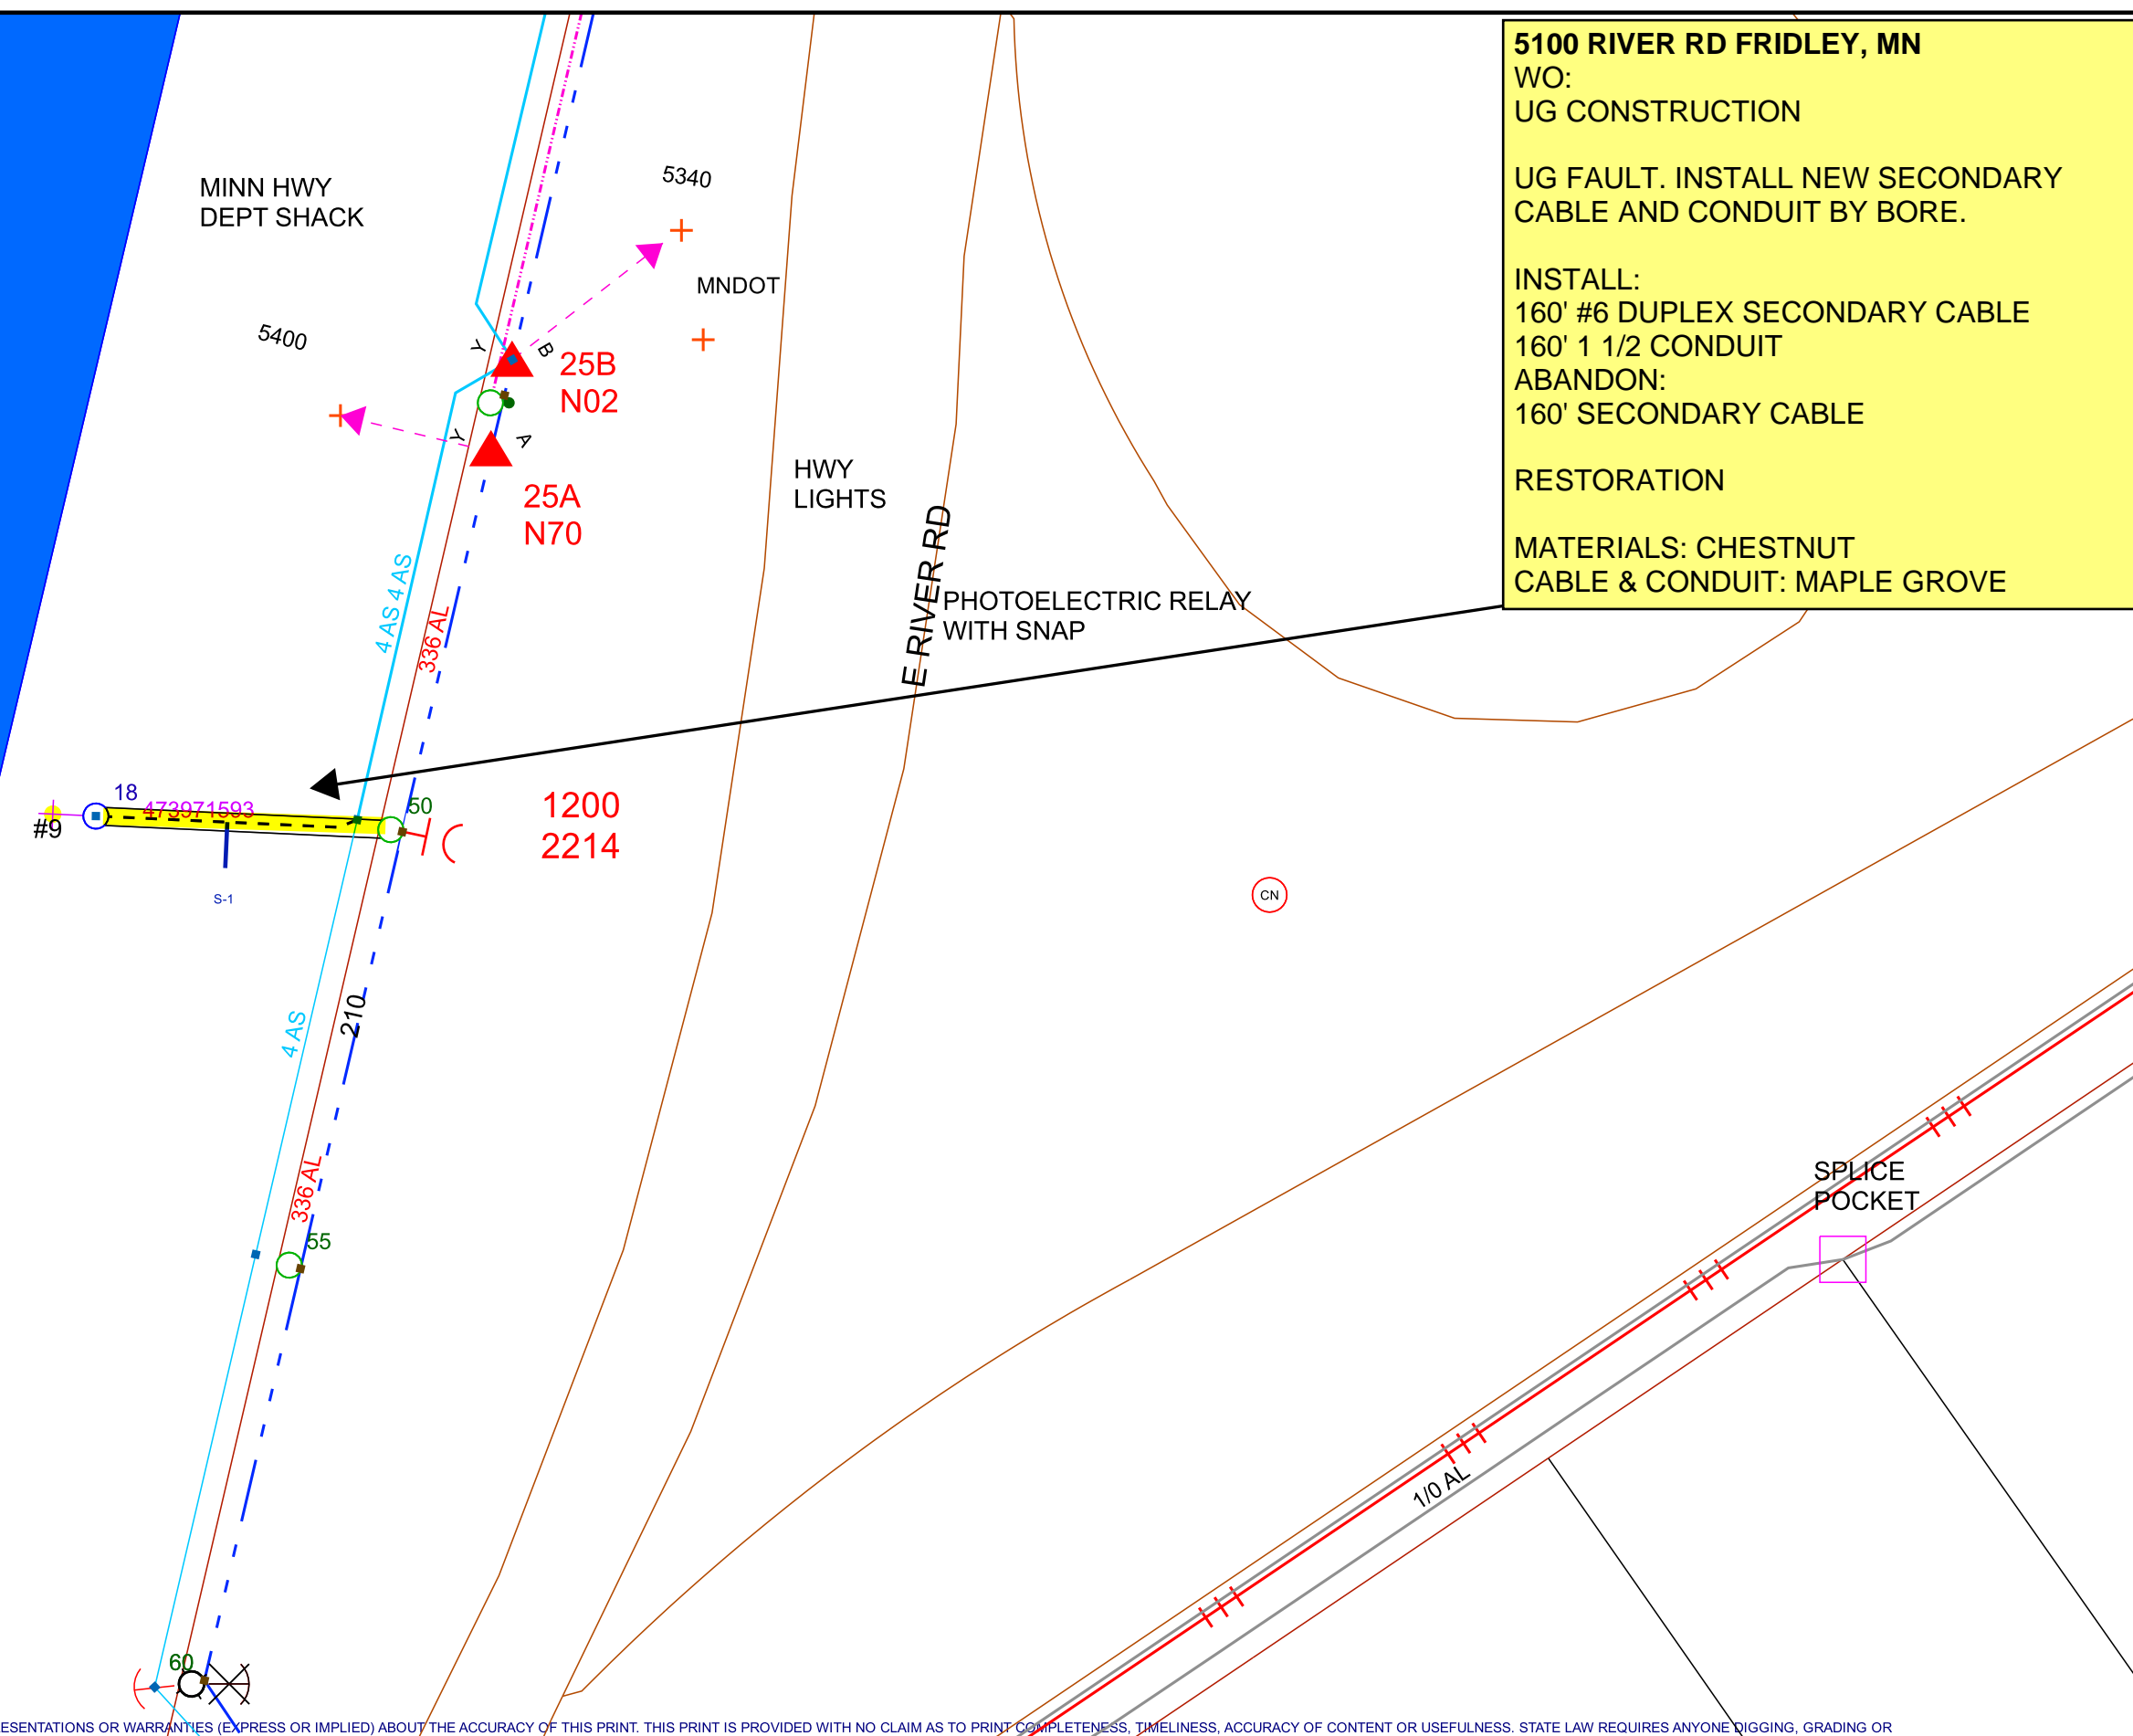 5100 RIVER RD FRIDLEY, MN
WO:
UG CONSTRUCTION
UG FAULT. INSTALL NEW SECONDARY
CABLE AND CONDUIT BY BORE.
INSTALL:
160' #6 DUPLEX SECONDARY CABLE
160' 1 1/2 CONDUIT
ABANDON:
160' SECONDARY CABLE
RESTORATION
MATERIALS: CHESTNUT
CABLE & CONDUIT: MAPLE GROVE
MINN HWY
DEPT SHACK
5340
MNDOT
5400
Y
B
25B
N02
Y
A
25A
N70
HWY
LIGHTS
E RIVER RD
4 AS 4 AS
336 AL
PHOTOELECTRIC RELAY
WITH SNAP
18
473971593
#9
50
1200
2214
S-1
CN
4 AS
210
336 AL
55
SPLICE
POCKET
1/0 AL
60
ESENTATIONS OR WARRANTIES (EXPRESS OR IMPLIED) ABOUT THE ACCURACY OF THIS PRINT. THIS PRINT IS PROVIDED WITH NO CLAIM AS TO PRINT COMPLETENESS, TIMELINESS, ACCURACY OF CONTENT OR USEFULNESS. STATE LAW REQUIRES ANYONE DIGGING, GRADING OR